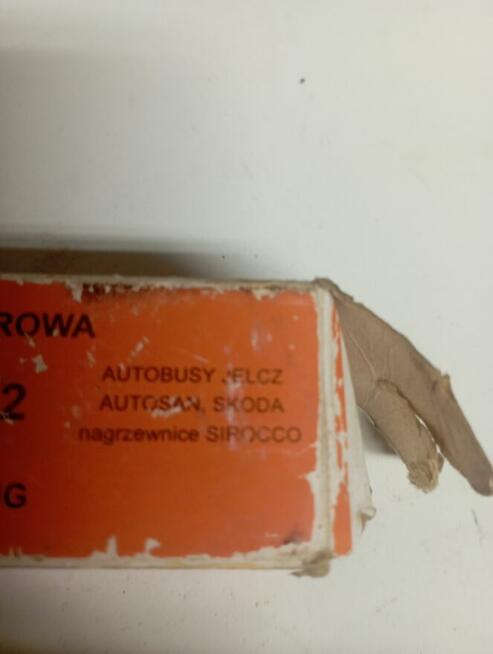 ROWA
AUTOBUSY JELCZ
2 AUTOSAN, SKODA
nagrzewnice SIROCCO
G